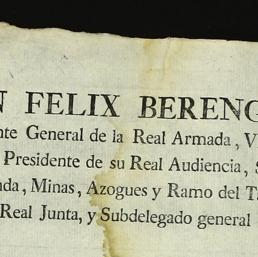 N FELIX BERENG
nte General de la Real Armada, V
Presidente de su Real Audiencia, S
nda, Minas, Azogues y Ramo del T
Real Junta, y Subdelegado general